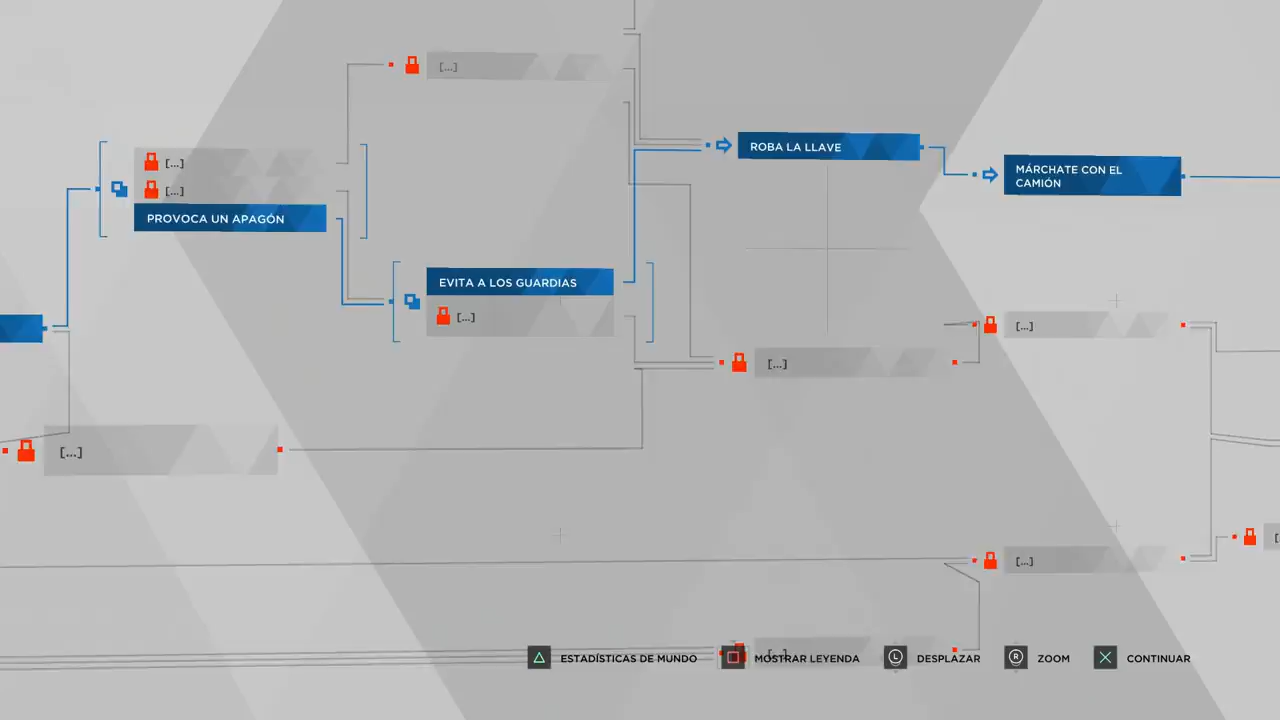 [...]
[...]
[...]
PROVOCA UN APAGÓN
ROBA LA LLAVE
MÁRCHATE CON EL
CAMIÓN
EVITA A LOS GUARDIAS
[...]
[...]
[...]
[...]
[...]
[...]
ESTADÍSTICAS DE MUNDO
MOSTRAR LEYENDA
L
DESPLAZAR
R
ZOOM
CONTINUAR